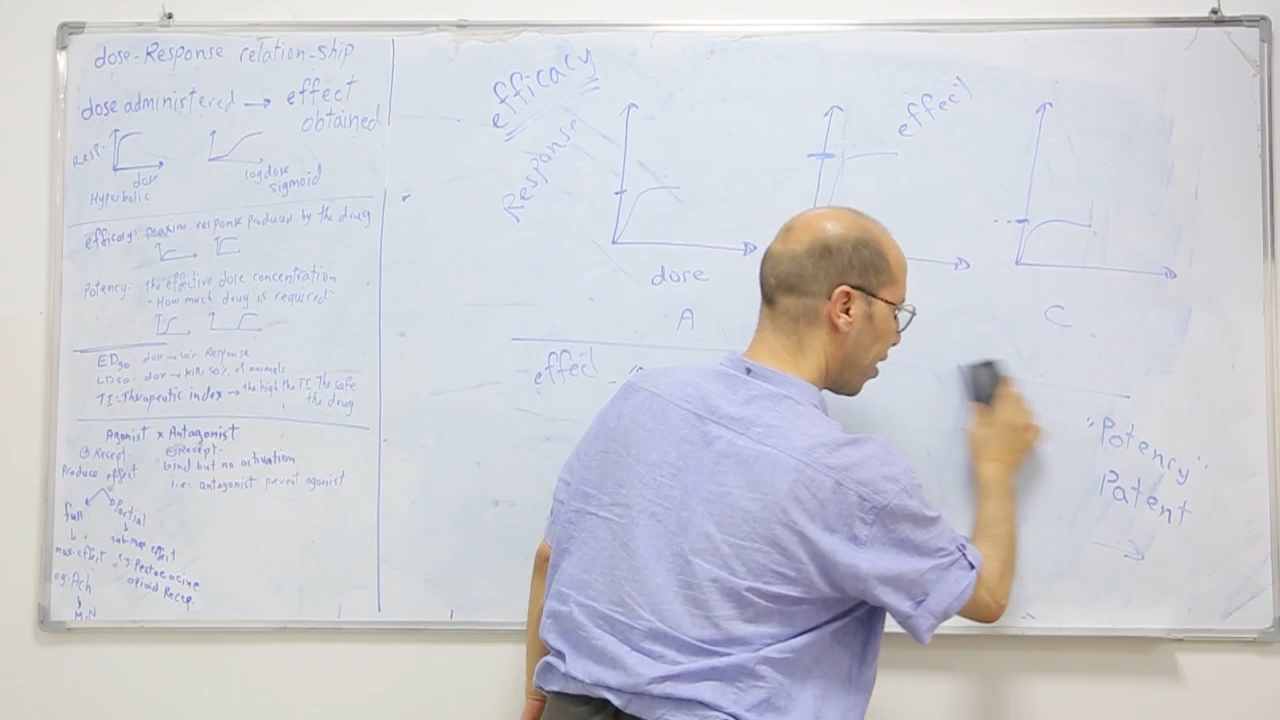 dose-Response relation-ship
dose administered → effect
obtained
Resp.
dose
Hyperbolic
log dose
sigmoid
efficacy: maxim. response produced by the drug
Potency: the effective dose concentration
- How much drug is required
ED50 dose → 50% Response
LD50. dose → kills 50% of animals
TI = Therapeutic index → the high the TI The safe
the drug
Agonist x Antagonist
⊕ Recept.
Produce effect
⊖ Recept.
bind but no activation
i.e. antagonist prevent agonist
full
max. effect
eg. Ach
M, N
Partial
submax effect
eg. Pentazocine
opioid Recep.
efficacy
Response
dose
A
effect
C
effect
"Potency"
Patent